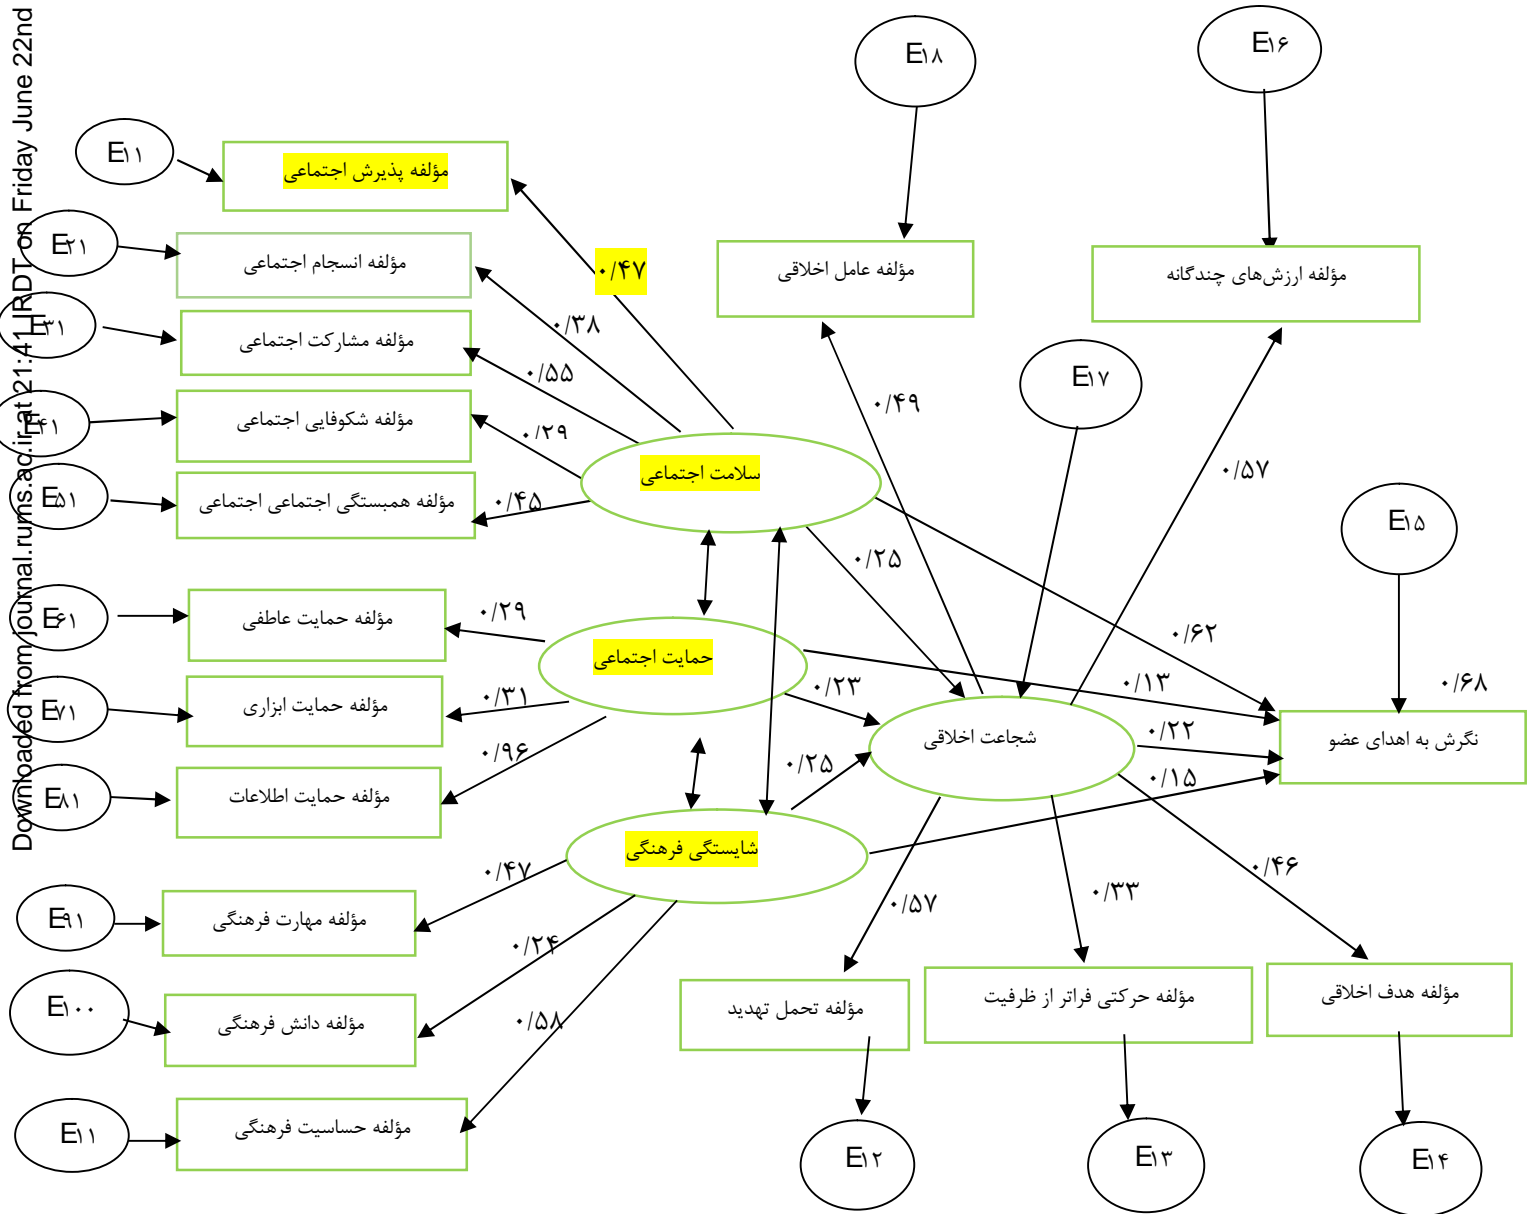 Downloaded from journal.rums.ac.ir at 21:41 IRDT on Friday June 22nd
E۱۸
E۱۶
E۱۱
مؤلفه پذیرش اجتماعی
E۲۱
مؤلفه انسجام اجتماعی
۰/۴۷
مؤلفه عامل اخلاقی
مؤلفه ارزش‌های چندگانه
E۳۱
مؤلفه مشارکت اجتماعی
۰/۳۸
۰/۵۵
E۱۷
E۴۱
مؤلفه شکوفایی اجتماعی
۰/۲۹
۰/۴۹
سلامت اجتماعی
۰/۵۷
E۵۱
مؤلفه همبستگی اجتماعی اجتماعی
۰/۴۵
E۱۵
۰/۲۵
E۶۱
مؤلفه حمایت عاطفی
۰/۲۹
حمایت اجتماعی
۰/۶۲
۰/۲۳
۰/۱۳
۰/۶۸
E۷۱
مؤلفه حمایت ابزاری
۰/۳۱
شجاعت اخلاقی
۰/۲۲
نگرش به اهدای عضو
۰/۹۶
۰/۲۵
۰/۱۵
E۸۱
مؤلفه حمایت اطلاعات
شایستگی فرهنگی
۰/۴۷
۰/۴۶
E۹۱
مؤلفه مهارت فرهنگی
۰/۵۷
۰/۳۳
۰/۲۴
E۱۰۰
مؤلفه دانش فرهنگی
۰/۵۸
مؤلفه تحمل تهدید
مؤلفه حرکتی فراتر از ظرفیت
مؤلفه هدف اخلاقی
E۱۱
مؤلفه حساسیت فرهنگی
E۱۲
E۱۳
E۱۴